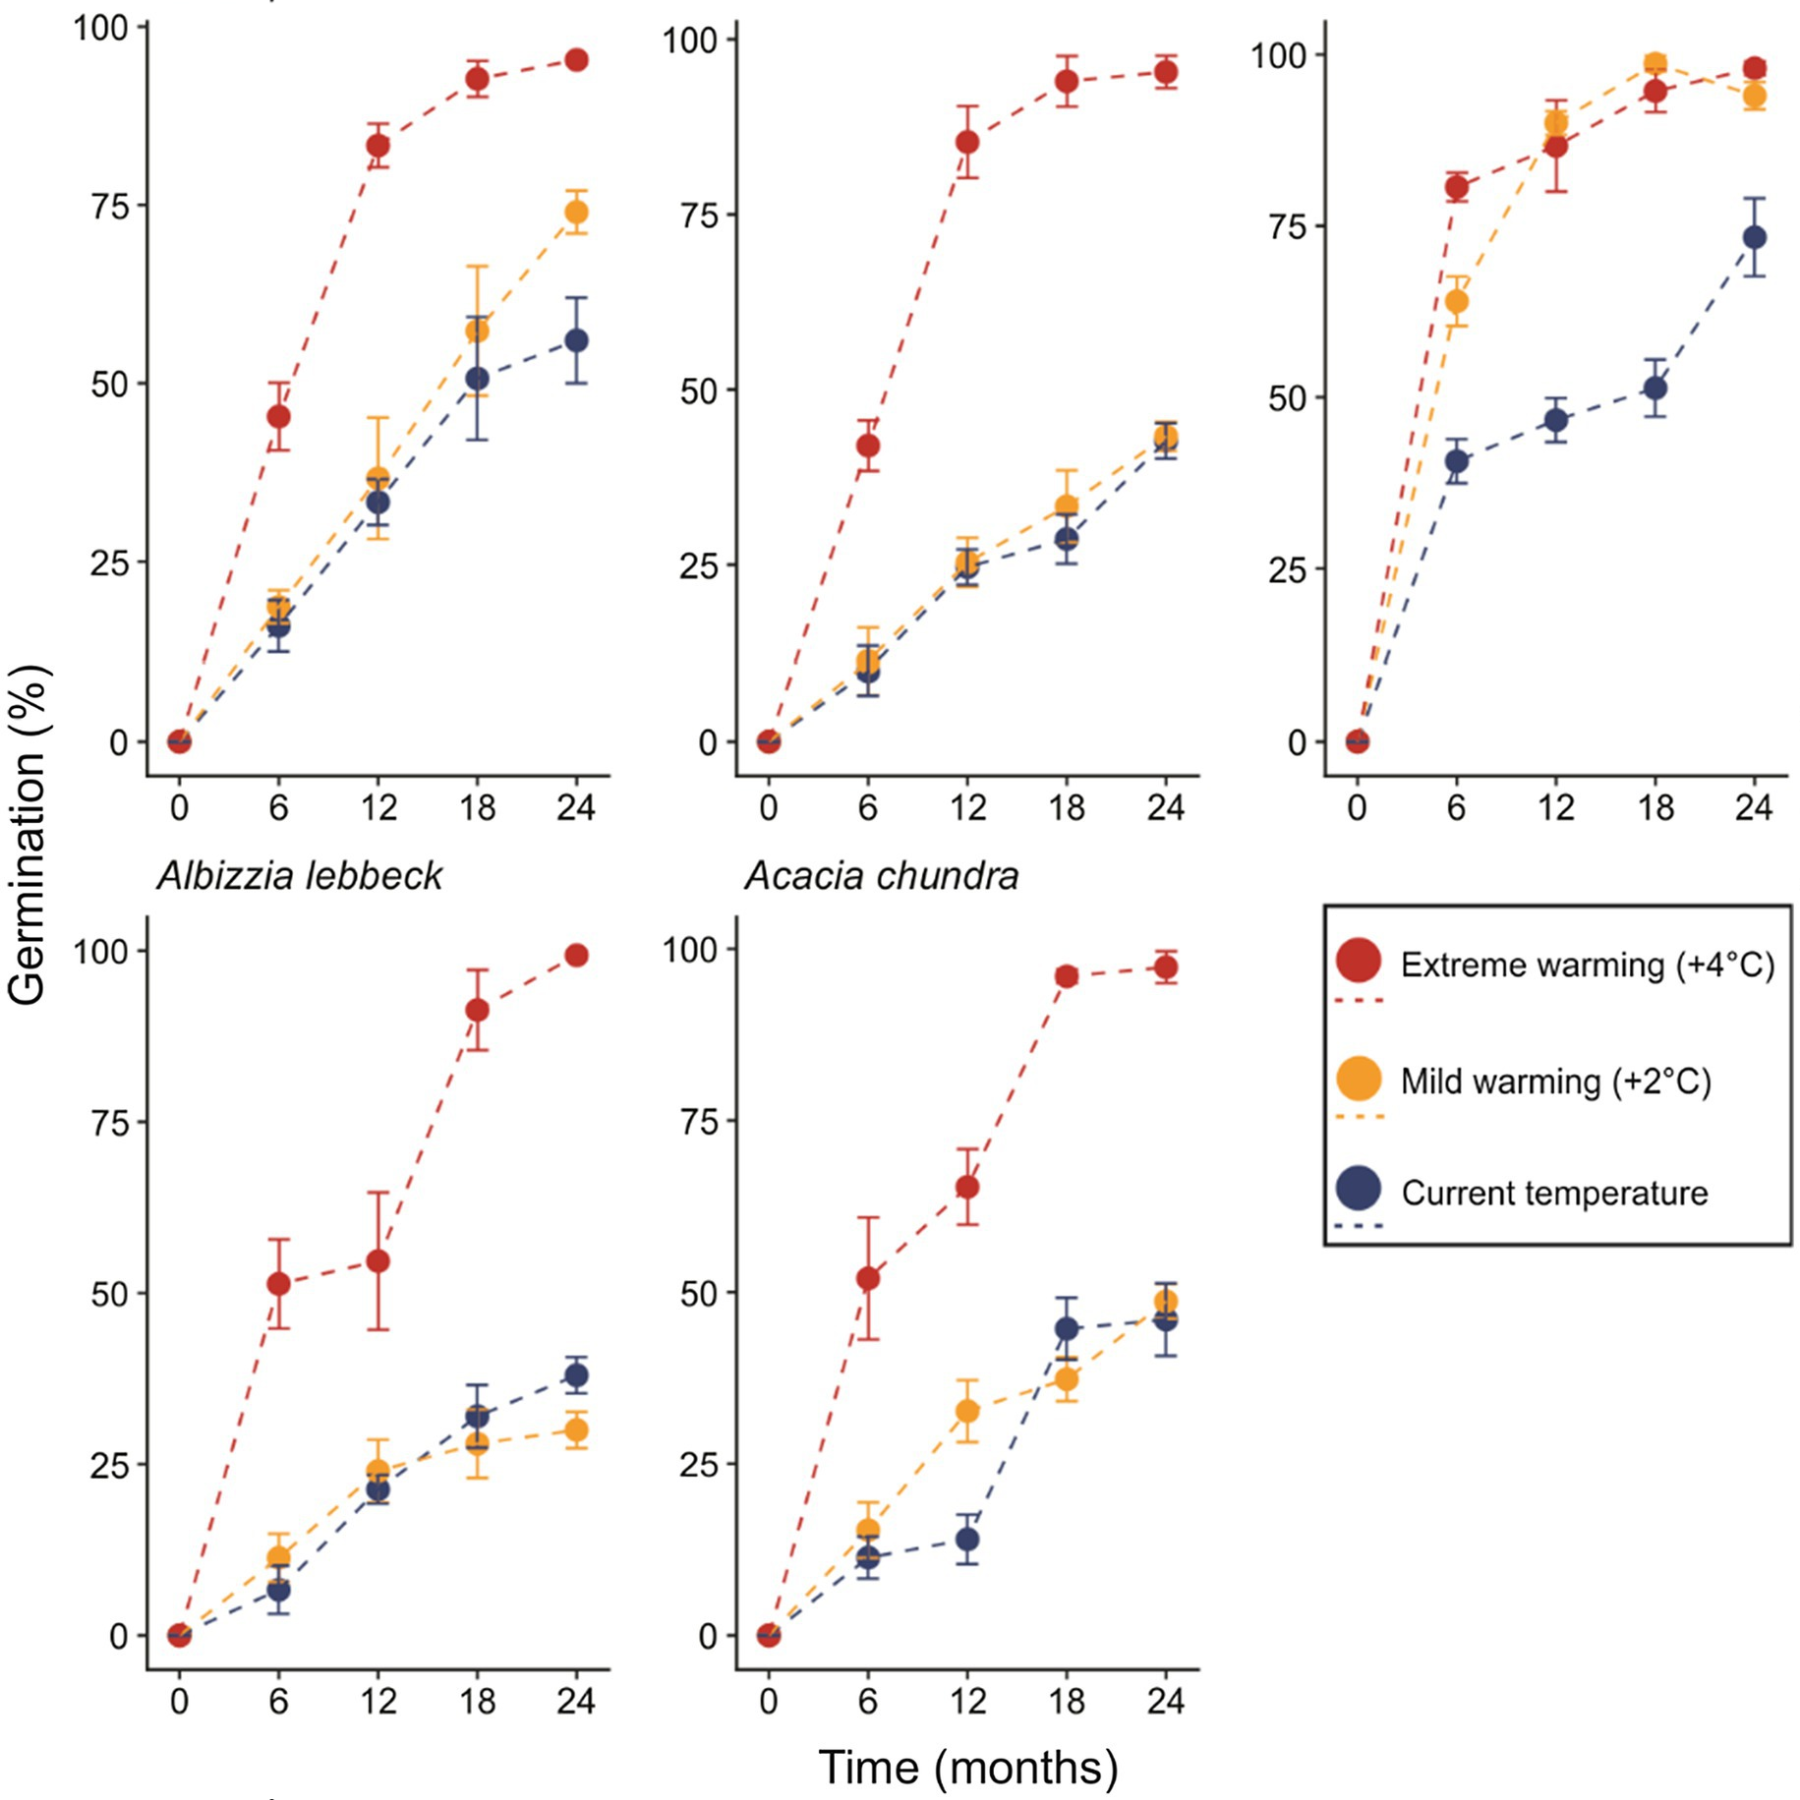 100
75
50
25
0
0 6 12 18 24
100
75
50
25
0
0 6 12 18 24
100
75
50
25
0
0 6 12 18 24
Germination (%)
Albizzia lebbeck
100
75
50
25
0
0 6 12 18 24
Acacia chundra
100
75
50
25
0
0 6 12 18 24
Extreme warming (+4°C)
Mild warming (+2°C)
Current temperature
Time (months)